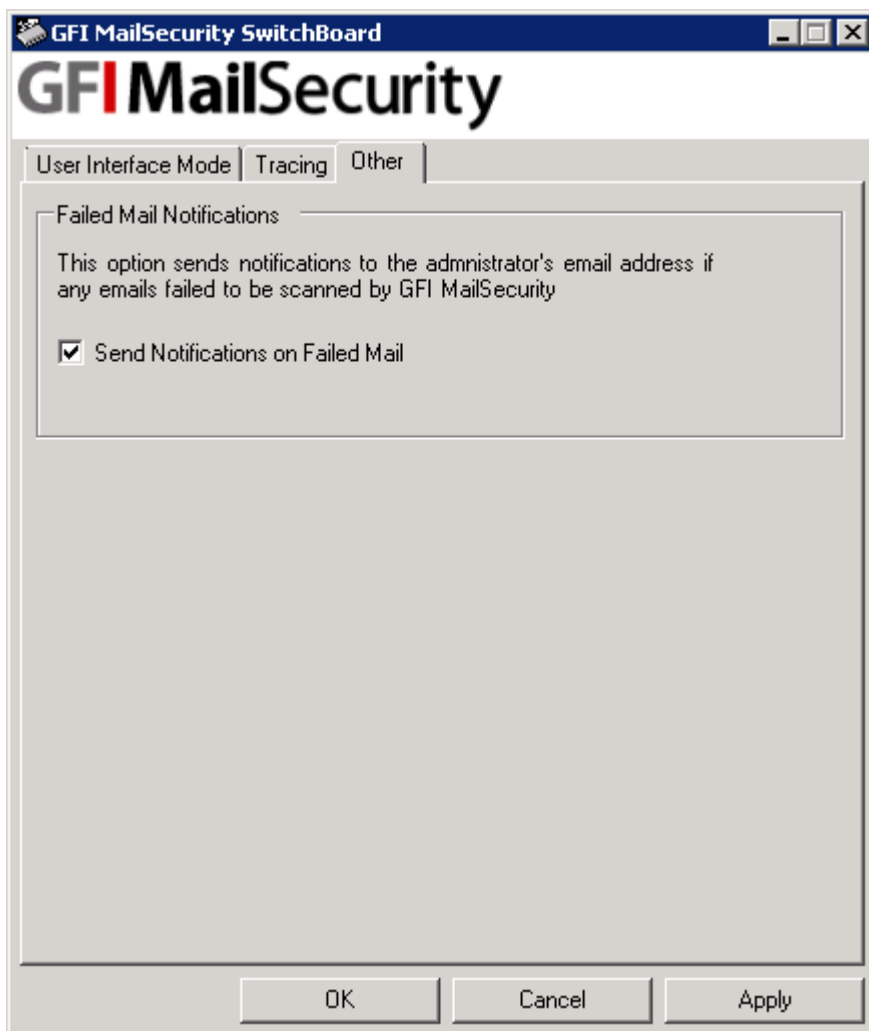 GFI MailSecurity SwitchBoard
GFI MailSecurity
User Interface Mode Tracing Other
Failed Mail Notifications
This option sends notifications to the admnistrator's email address if
any emails failed to be scanned by GFI MailSecurity
Send Notifications on Failed Mail
OK Cancel Apply